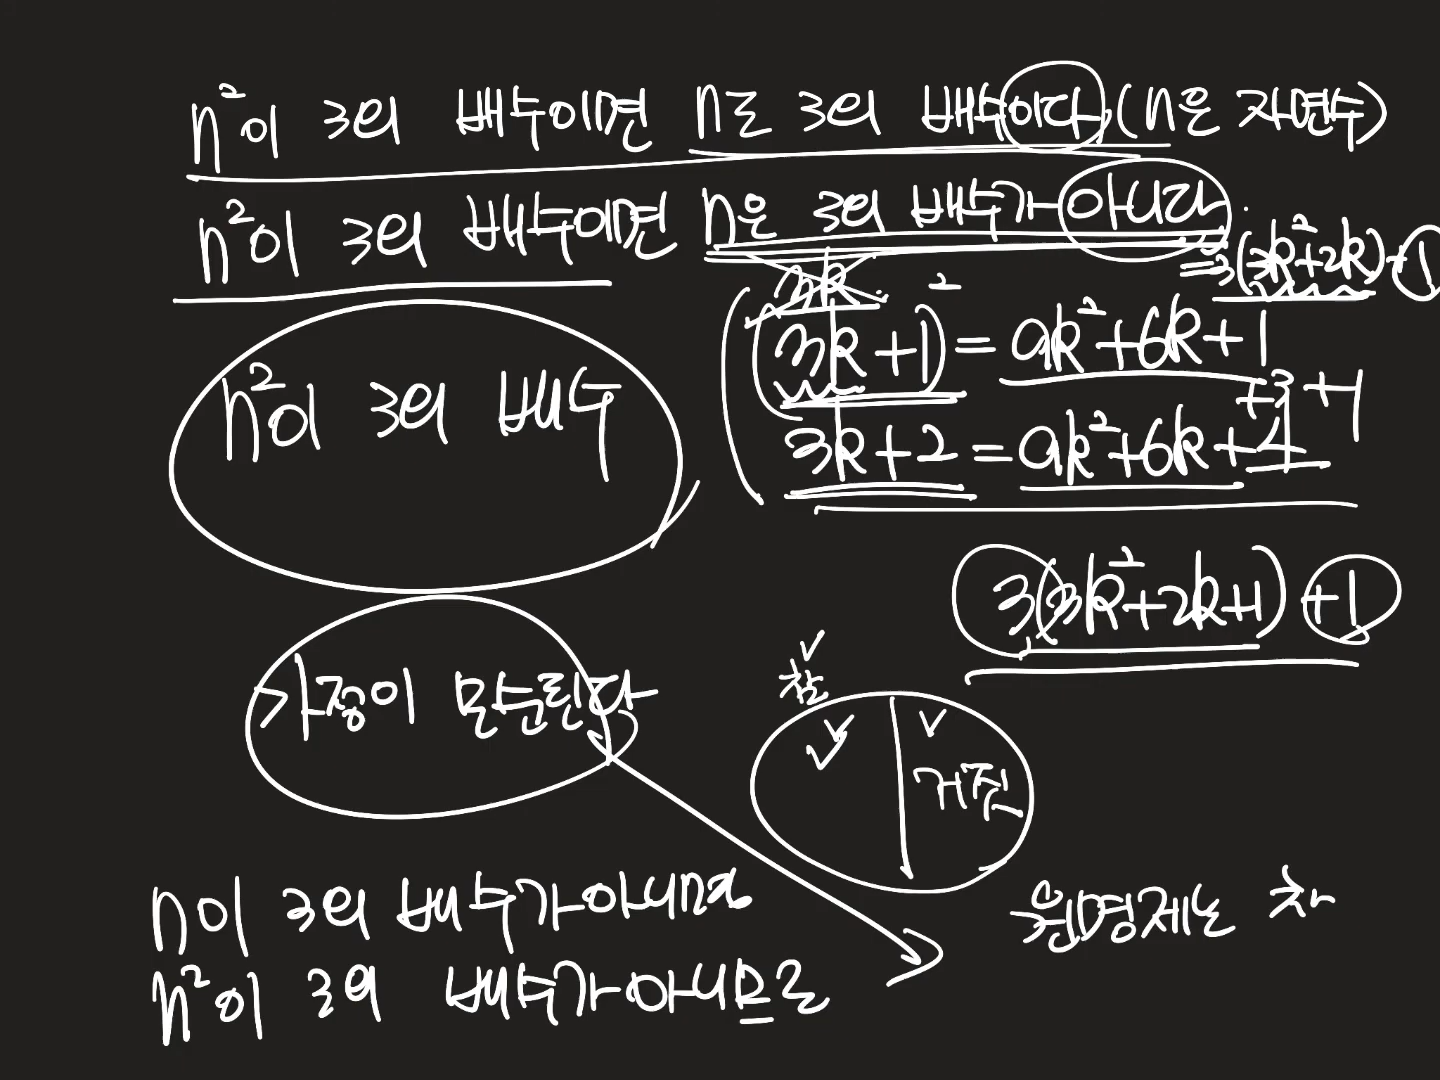 n²이 3의 배수이면 n도 3의 배수이다. (n은 자연수)
n²이 3의 배수이면 n은 3의 배수가 아니다.
=3(3k²+2k)+1
3k
(3k+1)² = 9k²+6k+1
+3+1
3k+2 = 9k²+6k+4
n²이 3의 배수
3(3k²+2k+1)+1
가정이 모순된다
참
거짓
n이 3의 배수가아니면
n²이 3의 배수가아니므로
원명제는 차